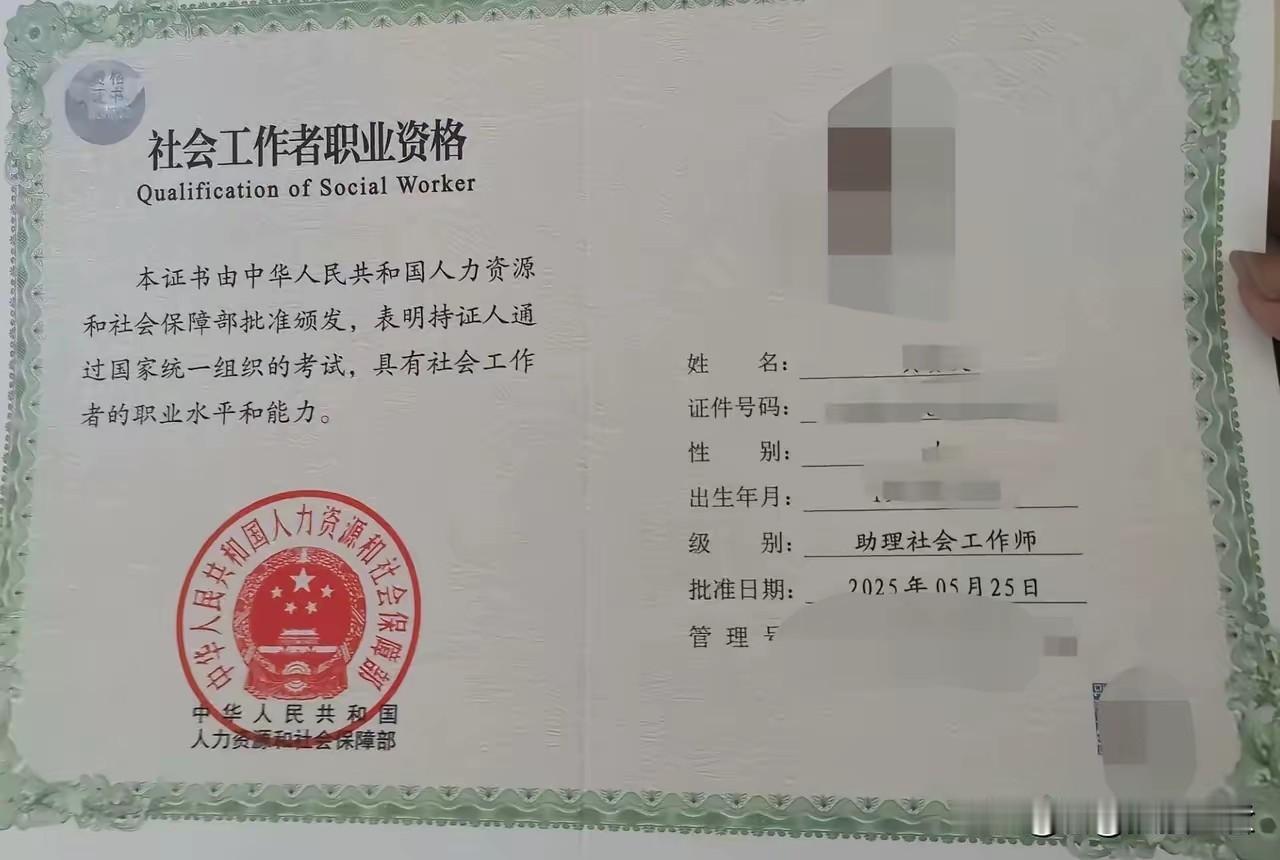 社会工作者职业资格
Qualification of Social Worker
本证书由中华人民共和国人力资源
和社会保障部批准颁发，表明持证人通
过国家统一组织的考试，具有社会工作
者的职业水平和能力。
中华人民共和国人力资源和社会保障部
中华人民共和国
人力资源和社会保障部
姓 名：
证件号码：
性 别：
出生年月：
级 别： 助理社会工作师
批准日期： 2025年05月25日
管 理